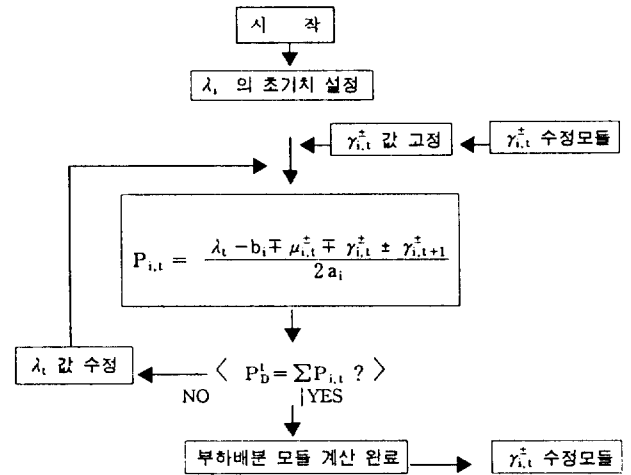 시 작
λₜ 의 초기치 설정
γ±i,t 값 고정
γ±i,t 수정모듈
Pi,t = (λt −bi ∓ μ±i,t ∓ γ±i,t ± γ±i,t+1) / 2ai
λt 값 수정
NO
〈 PtD = ∑Pi,t ? 〉
YES
부하배분 모듈 계산 완료
γ±i,t 수정모듈